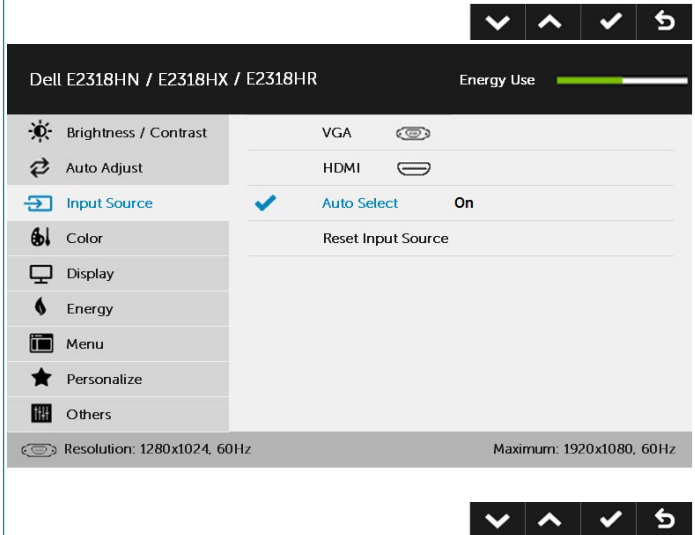 Dell E2318HN / E2318HX / E2318HR Energy Use
Brightness / Contrast VGA
Auto Adjust HDMI
Input Source Auto Select On
Color Reset Input Source
Display
Energy
Menu
Personalize
Others
Resolution: 1280x1024, 60Hz Maximum: 1920x1080, 60Hz